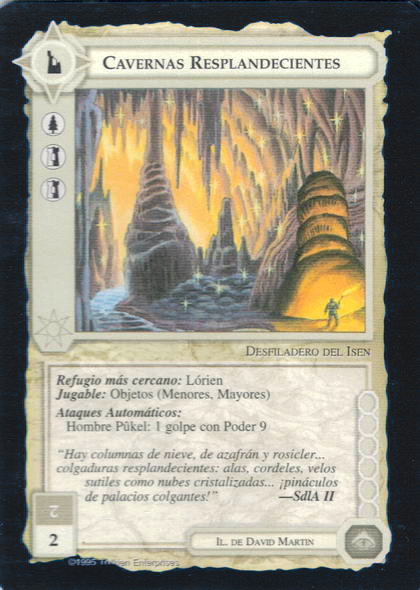 CAVERNAS RESPLANDECIENTES
DESFILADERO DEL ISEN
Refugio más cercano: Lórien
Jugable: Objetos (Menores, Mayores)
Ataques Automáticos:
Hombre Pûkel: 1 golpe con Poder 9
“Hay columnas de nieve, de azafrán y rosicler...
colgaduras resplandecientes: alas, cordeles, velos
sutiles como nubes cristalizadas... ¡pináculos
de palacios colgantes!” —SdlA II
2
2
IL. DE DAVID MARTIN
©1995 Tolkien Enterprises